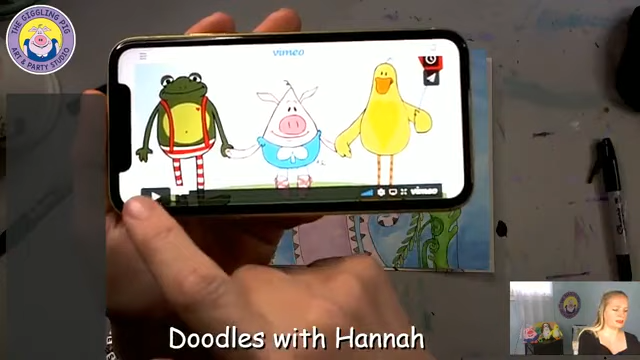 THE GIGGLING PIG
ART & PARTY STUDIO
vimeo
vimeo
Doodles with Hannah